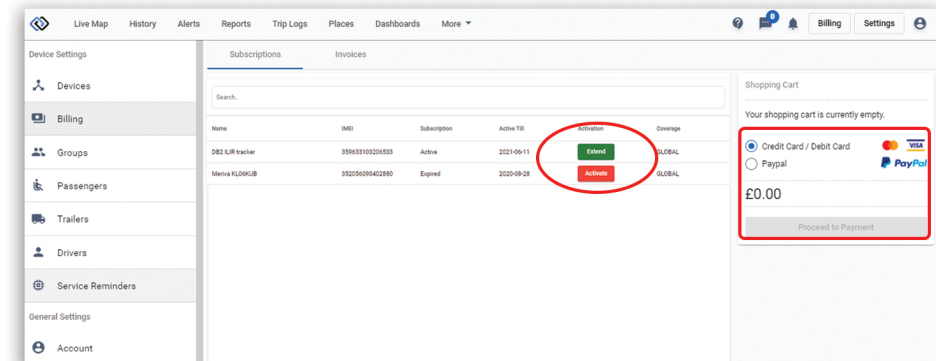 Live Map History Alerts Reports Trip Logs Places Dashboards More 0 Billing Settings
Device Settings
Devices
Billing
Groups
Passengers
Trailers
Drivers
Service Reminders
General Settings
Account
Subscriptions Invoices
Search..
Name IMEI Subscription Active Till Activation Coverage
DB2 ILIR tracker 359633103206533 Active 2021-06-11 Extend GLOBAL
Meriva KL06KUB 352056090402880 Expired 2020-08-28 Activate GLOBAL
Shopping Cart
Your shopping cart is currently empty.
Credit Card / Debit Card VISA
Paypal PayPal
£0.00
Proceed to Payment